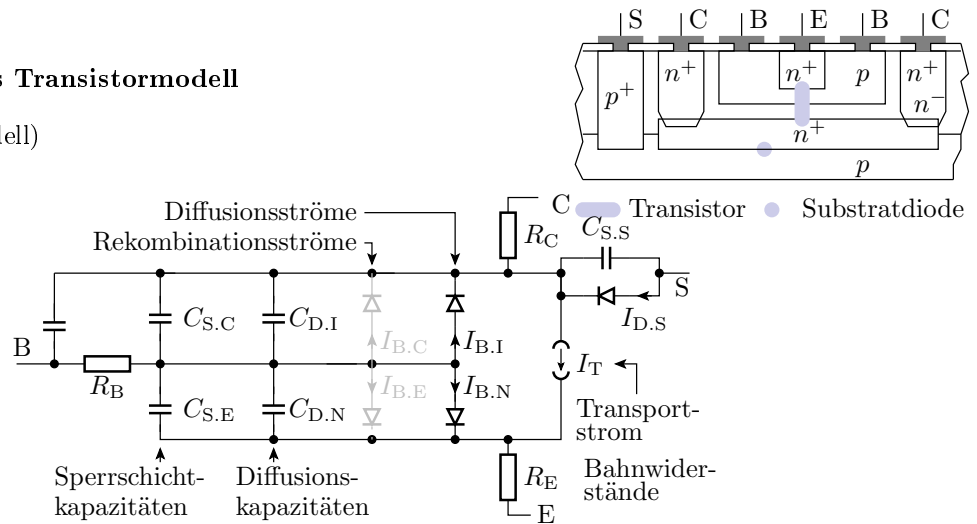 S C B E B C
s Transistormodell
n+ n+ p n+
p+ n−
n+
lell)
p
Diffusionsströme
C Transistor Substratdiode
Rekombinationsströme
RC CS.S
S
CS.C CD.I ID.S
B IB.C IB.I
RB IT
IB.E IB.N
CS.E CD.N
Transport-
strom
Sperrschicht-
kapazitäten
Diffusions-
kapazitäten
RE
Bahnwider-
stände
E